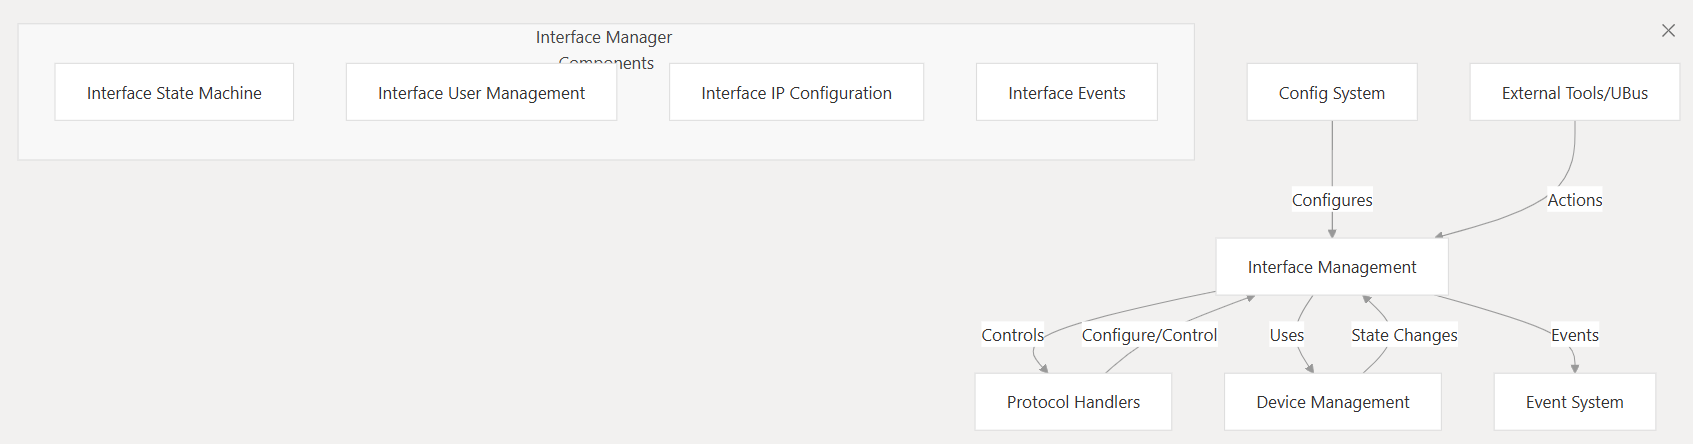 Interface Manager
Components
Interface State Machine
Interface User Management
Interface IP Configuration
Interface Events
Config System
External Tools/UBus
Configures
Actions
Interface Management
Controls
Configure/Control
Uses
State Changes
Events
Protocol Handlers
Device Management
Event System